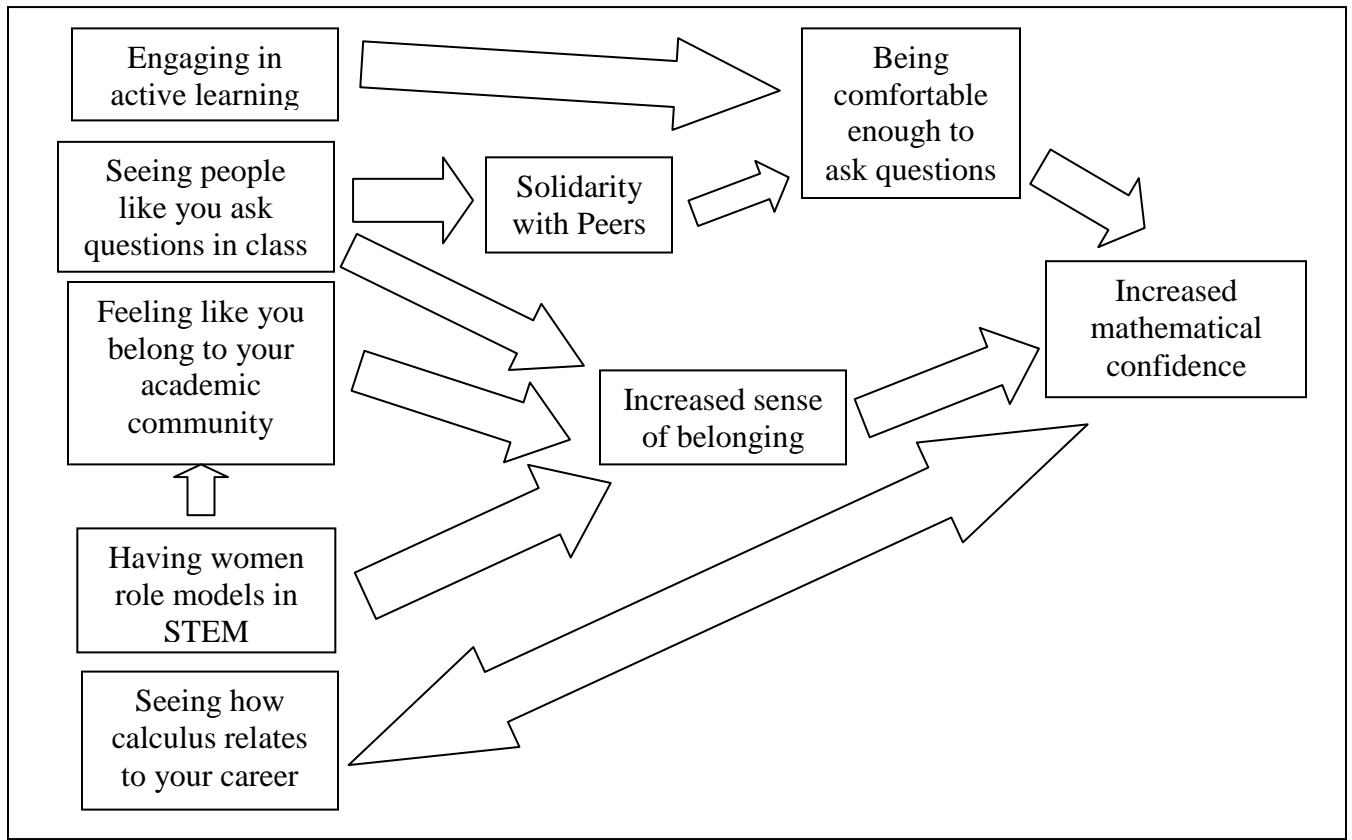 Engaging in
active learning
Seeing people
like you ask
questions in class
Feeling like you
belong to your
academic
community
Having women
role models in
STEM
Seeing how
calculus relates
to your career
Solidarity
with Peers
Increased sense
of belonging
Being
comfortable
enough to
ask questions
Increased
mathematical
confidence